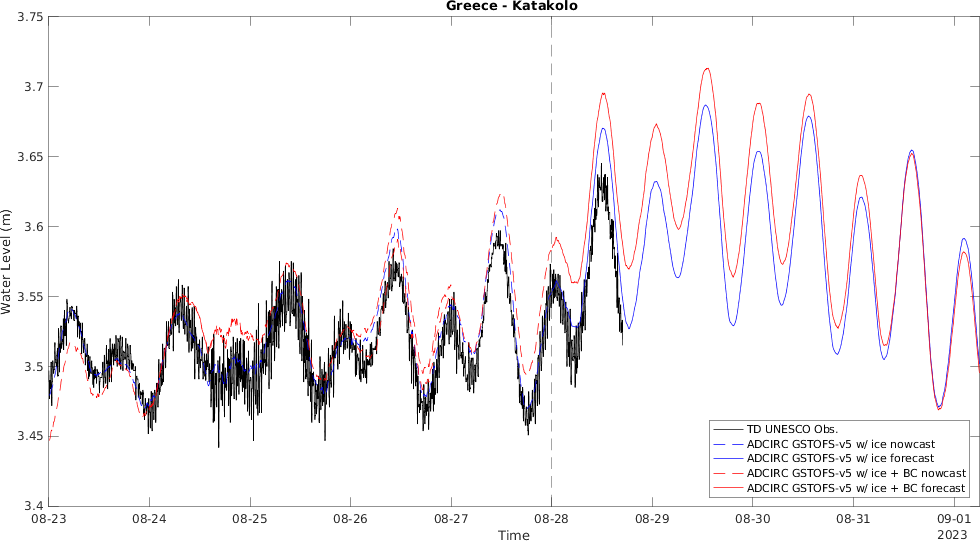 Greece - Katakolo
Water Level (m)
3.75
3.7
3.65
3.6
3.55
3.5
3.45
3.4
TD UNESCO Obs.
ADCIRC GSTOFS-v5 w/ ice nowcast
ADCIRC GSTOFS-v5 w/ ice forecast
ADCIRC GSTOFS-v5 w/ ice + BC nowcast
ADCIRC GSTOFS-v5 w/ ice + BC forecast
08-23 08-24 08-25 08-26 08-27 08-28 08-29 08-30 08-31 09-01
2023
Time